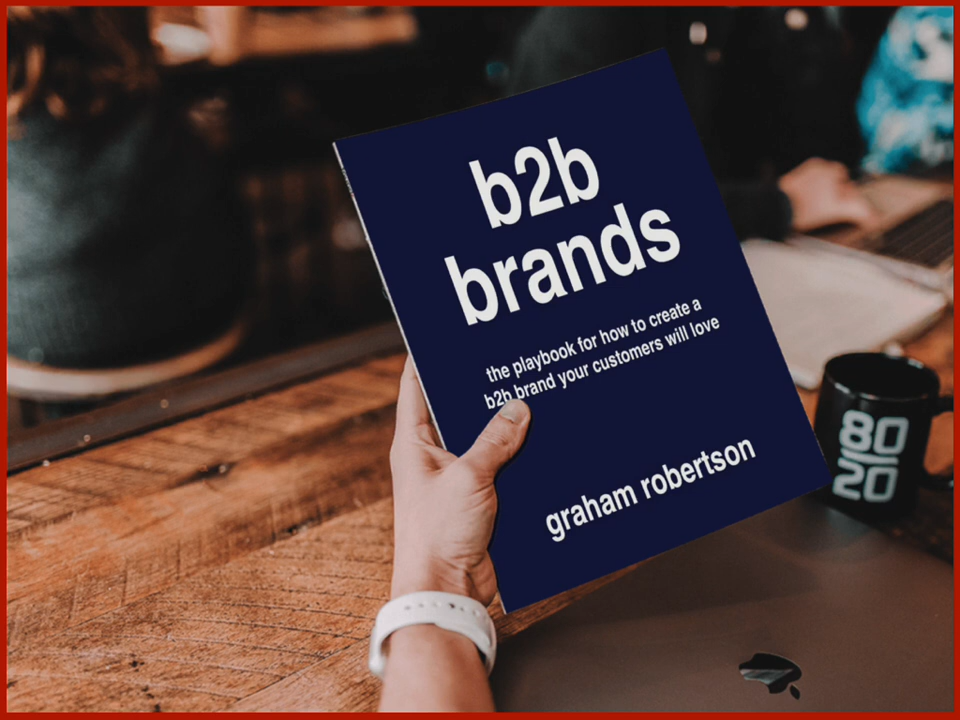 b2b
brands
the playbook for how to create a
b2b brand your customers will love
graham robertson
80
20